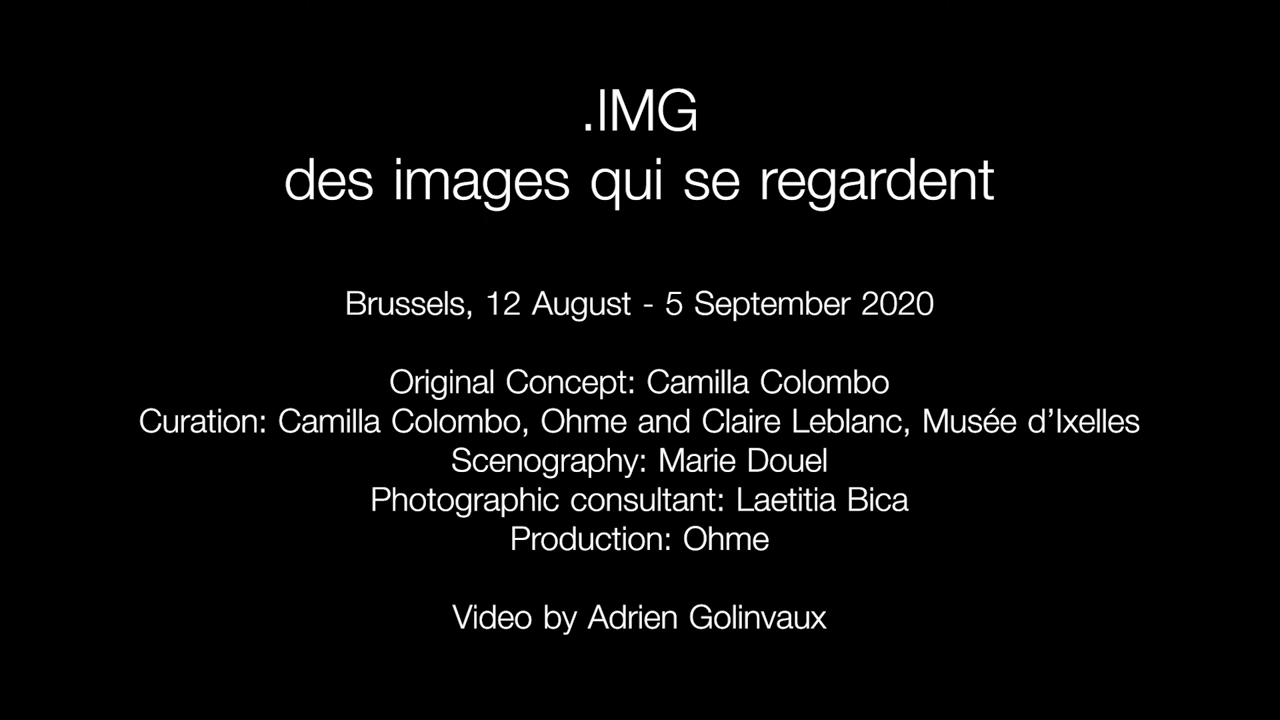 .IMG
des images qui se regardent
Brussels, 12 August - 5 September 2020
Original Concept: Camilla Colombo
Curation: Camilla Colombo, Ohme and Claire Leblanc, Musée d’Ixelles
Scenography: Marie Douel
Photographic consultant: Laetitia Bica
Production: Ohme
Video by Adrien Golinvaux